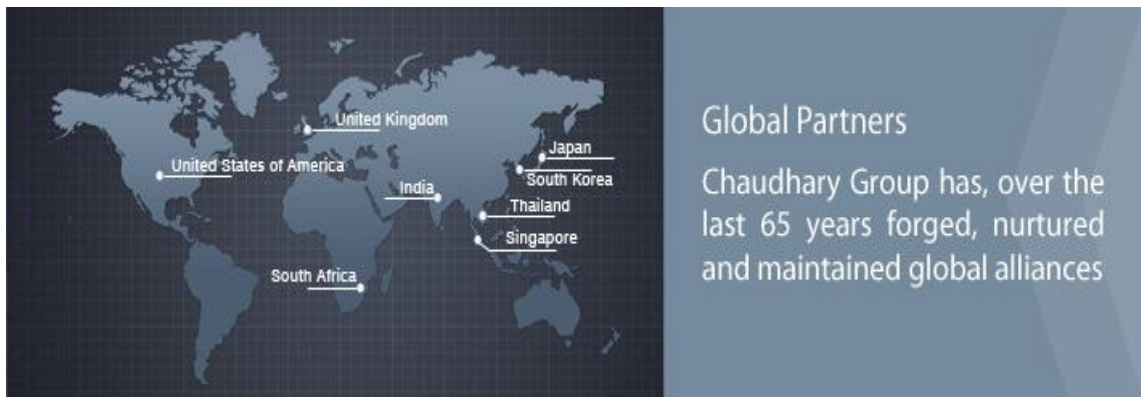 United Kingdom
United States of America
Japan
South Korea
India
Thailand
Singapore
South Africa
Global Partners
Chaudhary Group has, over the
last 65 years forged, nurtured
and maintained global alliances